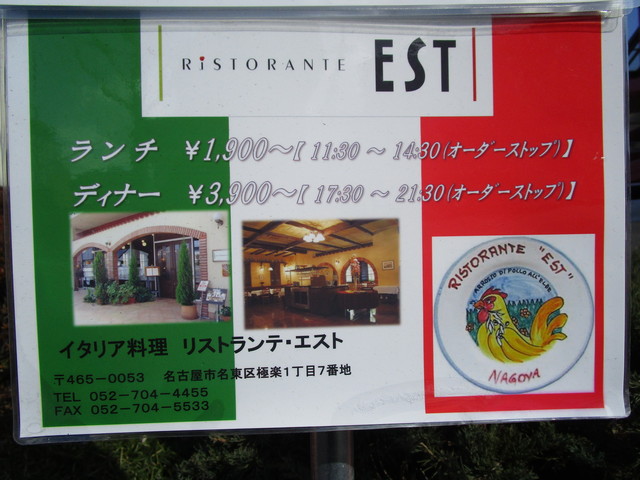 RiSTORANTE EST
ランチ ¥1,900〜【 11:30 〜 14:30(オーダーストップ)】
ディナー ¥3,900〜【 17:30 〜 21:30(オーダーストップ)】
RISTORANTE "EST"
NAGOYA
イタリア料理 リストランテ・エスト
〒465-0053 名古屋市名東区極楽1丁目7番地
TEL 052-704-4455
FAX 052-704-5533